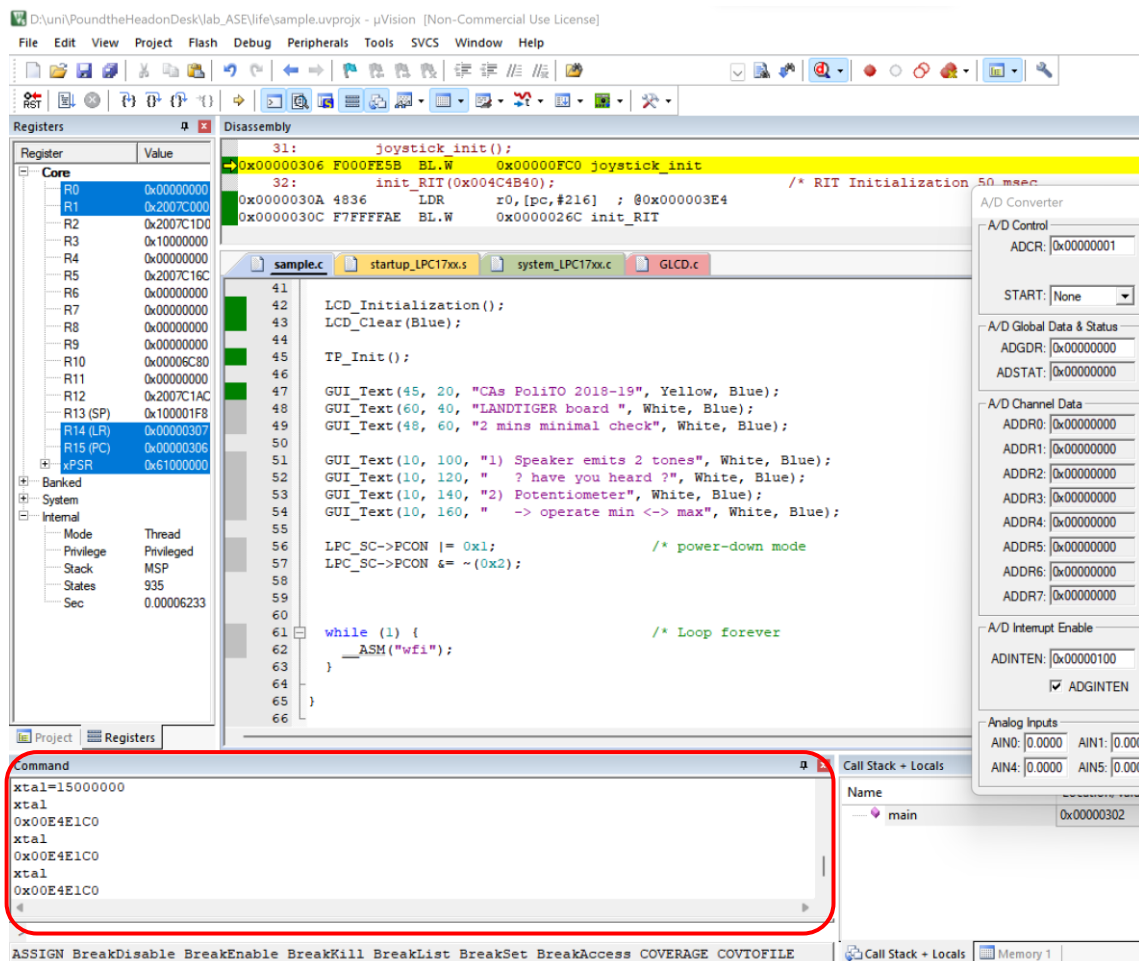 D:\uni\PoundtheHeadonDesk\lab_ASE\life\sample.uvprojx - µVision [Non-Commercial Use License]
File Edit View Project Flash Debug Peripherals Tools SVCS Window Help
RST
Registers
Register Value
Core
R0 0x00000000
R1 0x2007C000
R2 0x2007C1D0
R3 0x10000000
R4 0x00000000
R5 0x2007C16C
R6 0x00000000
R7 0x00000000
R8 0x00000000
R9 0x00000000
R10 0x00006C80
R11 0x00000000
R12 0x2007C1AC
R13 (SP) 0x100001F8
R14 (LR) 0x00000307
R15 (PC) 0x00000306
xPSR 0x61000000
Banked
System
Internal
Mode Thread
Privilege Privileged
Stack MSP
States 935
Sec 0.00006233
Project Registers
Disassembly
31: joystick_init();
0x00000306 F000FE5B BL.W 0x00000FC0 joystick_init
32: init_RIT(0x004C4B40); /* RIT Initialization 50 msec
0x0000030A 4836 LDR r0,[pc,#216] ; @0x000003E4
0x0000030C F7FFFFAE BL.W 0x0000026C init_RIT
sample.c startup_LPC17xx.s system_LPC17xx.c GLCD.c
41
42 LCD_Initialization();
43 LCD_Clear(Blue);
44
45 TP_Init();
46
47 GUI_Text(45, 20, "CAs PoliTO 2018-19", Yellow, Blue);
48 GUI_Text(60, 40, "LANDTIGER board ", White, Blue);
49 GUI_Text(48, 60, "2 mins minimal check", White, Blue);
50
51 GUI_Text(10, 100, "1) Speaker emits 2 tones", White, Blue);
52 GUI_Text(10, 120, "   ? have you heard ?", White, Blue);
53 GUI_Text(10, 140, "2) Potentiometer", White, Blue);
54 GUI_Text(10, 160, "   -> operate min <-> max", White, Blue);
55
56 LPC_SC->PCON |= 0x1; /* power-down mode
57 LPC_SC->PCON &= ~(0x2);
58
59
60
61 while (1) { /* Loop forever
62 __ASM("wfi");
63 }
64
65 }
66
A/D Converter
A/D Control
ADCR: 0x00000001
START: None
A/D Global Data & Status
ADGDR: 0x00000000
ADSTAT: 0x00000000
A/D Channel Data
ADDR0: 0x00000000
ADDR1: 0x00000000
ADDR2: 0x00000000
ADDR3: 0x00000000
ADDR4: 0x00000000
ADDR5: 0x00000000
ADDR6: 0x00000000
ADDR7: 0x00000000
A/D Interrupt Enable
ADINTEN: 0x00000100
ADGINTEN
Analog Inputs
AIN0: 0.0000 AIN1: 0.000
AIN4: 0.0000 AIN5: 0.000
Command
xtal=15000000
xtal
0x00E4E1C0
xtal
0x00E4E1C0
xtal
0x00E4E1C0
>
ASSIGN BreakDisable BreakEnable BreakKill BreakList BreakSet BreakAccess COVERAGE COVTOFILE
Call Stack + Locals
Name
main 0x00000302
Call Stack + Locals Memory 1